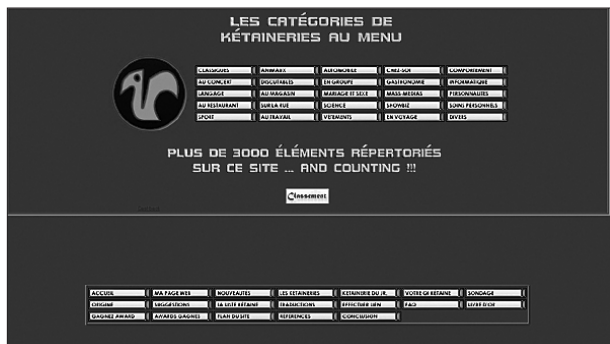 LES CATÉGORIES DE
KÉTAINERIES AU MENU
CLASSIQUES ANIMAUX AUTOMOBILE CHEZ-SOI COMPORTEMENT
AU CONCERT DISCUTABLES EN GROUPE GASTRONOMIE INFORMATIQUE
LANGAGE AU MAGASIN MARIAGE ET SEXE MASS-MEDIAS PERSONNALITES
AU RESTAURANT SUR LA RUE SCIENCE SHOWBIZ SOINS PERSONNELS
SPORT AU TRAVAIL VETEMENTS EN VOYAGE DIVERS
PLUS DE 3000 ÉLÉMENTS RÉPERTORIÉS
SUR CE SITE ... AND COUNTING !!!
Classement
ACCUEIL MA PAGE WEB NOUVEAUTES LES KETAINERIES KETAINERIE DU JR. VOTRE QI KETAINE SONDAGE
ORIGINE SUGGESTIONS LA LISTE KETAINE TRADUCTIONS EFFECTUER LIEN FAQ LIVRE D'OR
GAGNEZ AWARD AWARDS GAGNES PLAN DU SITE REFERENCES CONCLUSION